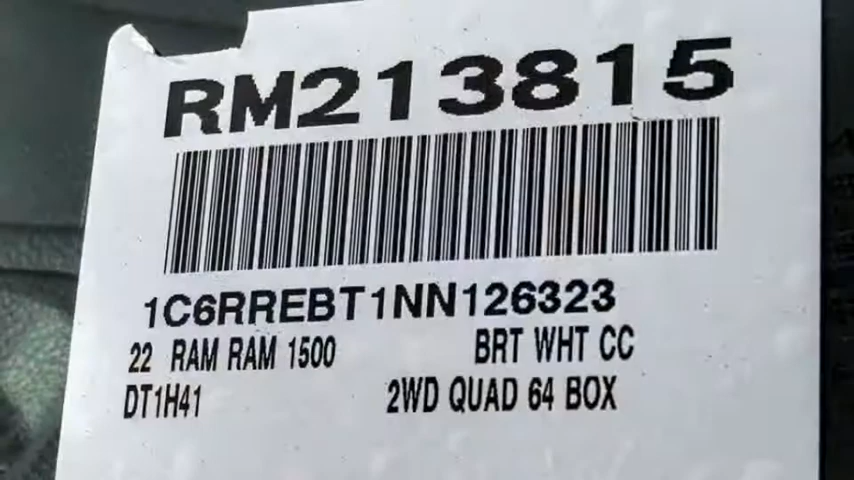 RM213815
1C6RREBT1NN126323
22 RAM RAM 1500 BRT WHT CC
DT1H41 2WD QUAD 64 BOX